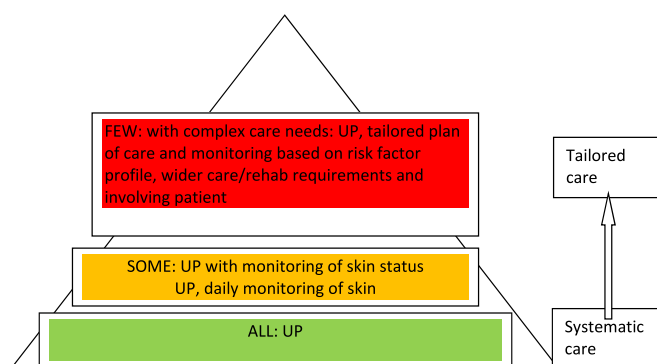 FEW: with complex care needs: UP, tailored plan
of care and monitoring based on risk factor
profile, wider care/rehab requirements and
involving patient
Tailored
care
SOME: UP with monitoring of skin status
UP, daily monitoring of skin
ALL: UP
Systematic
care